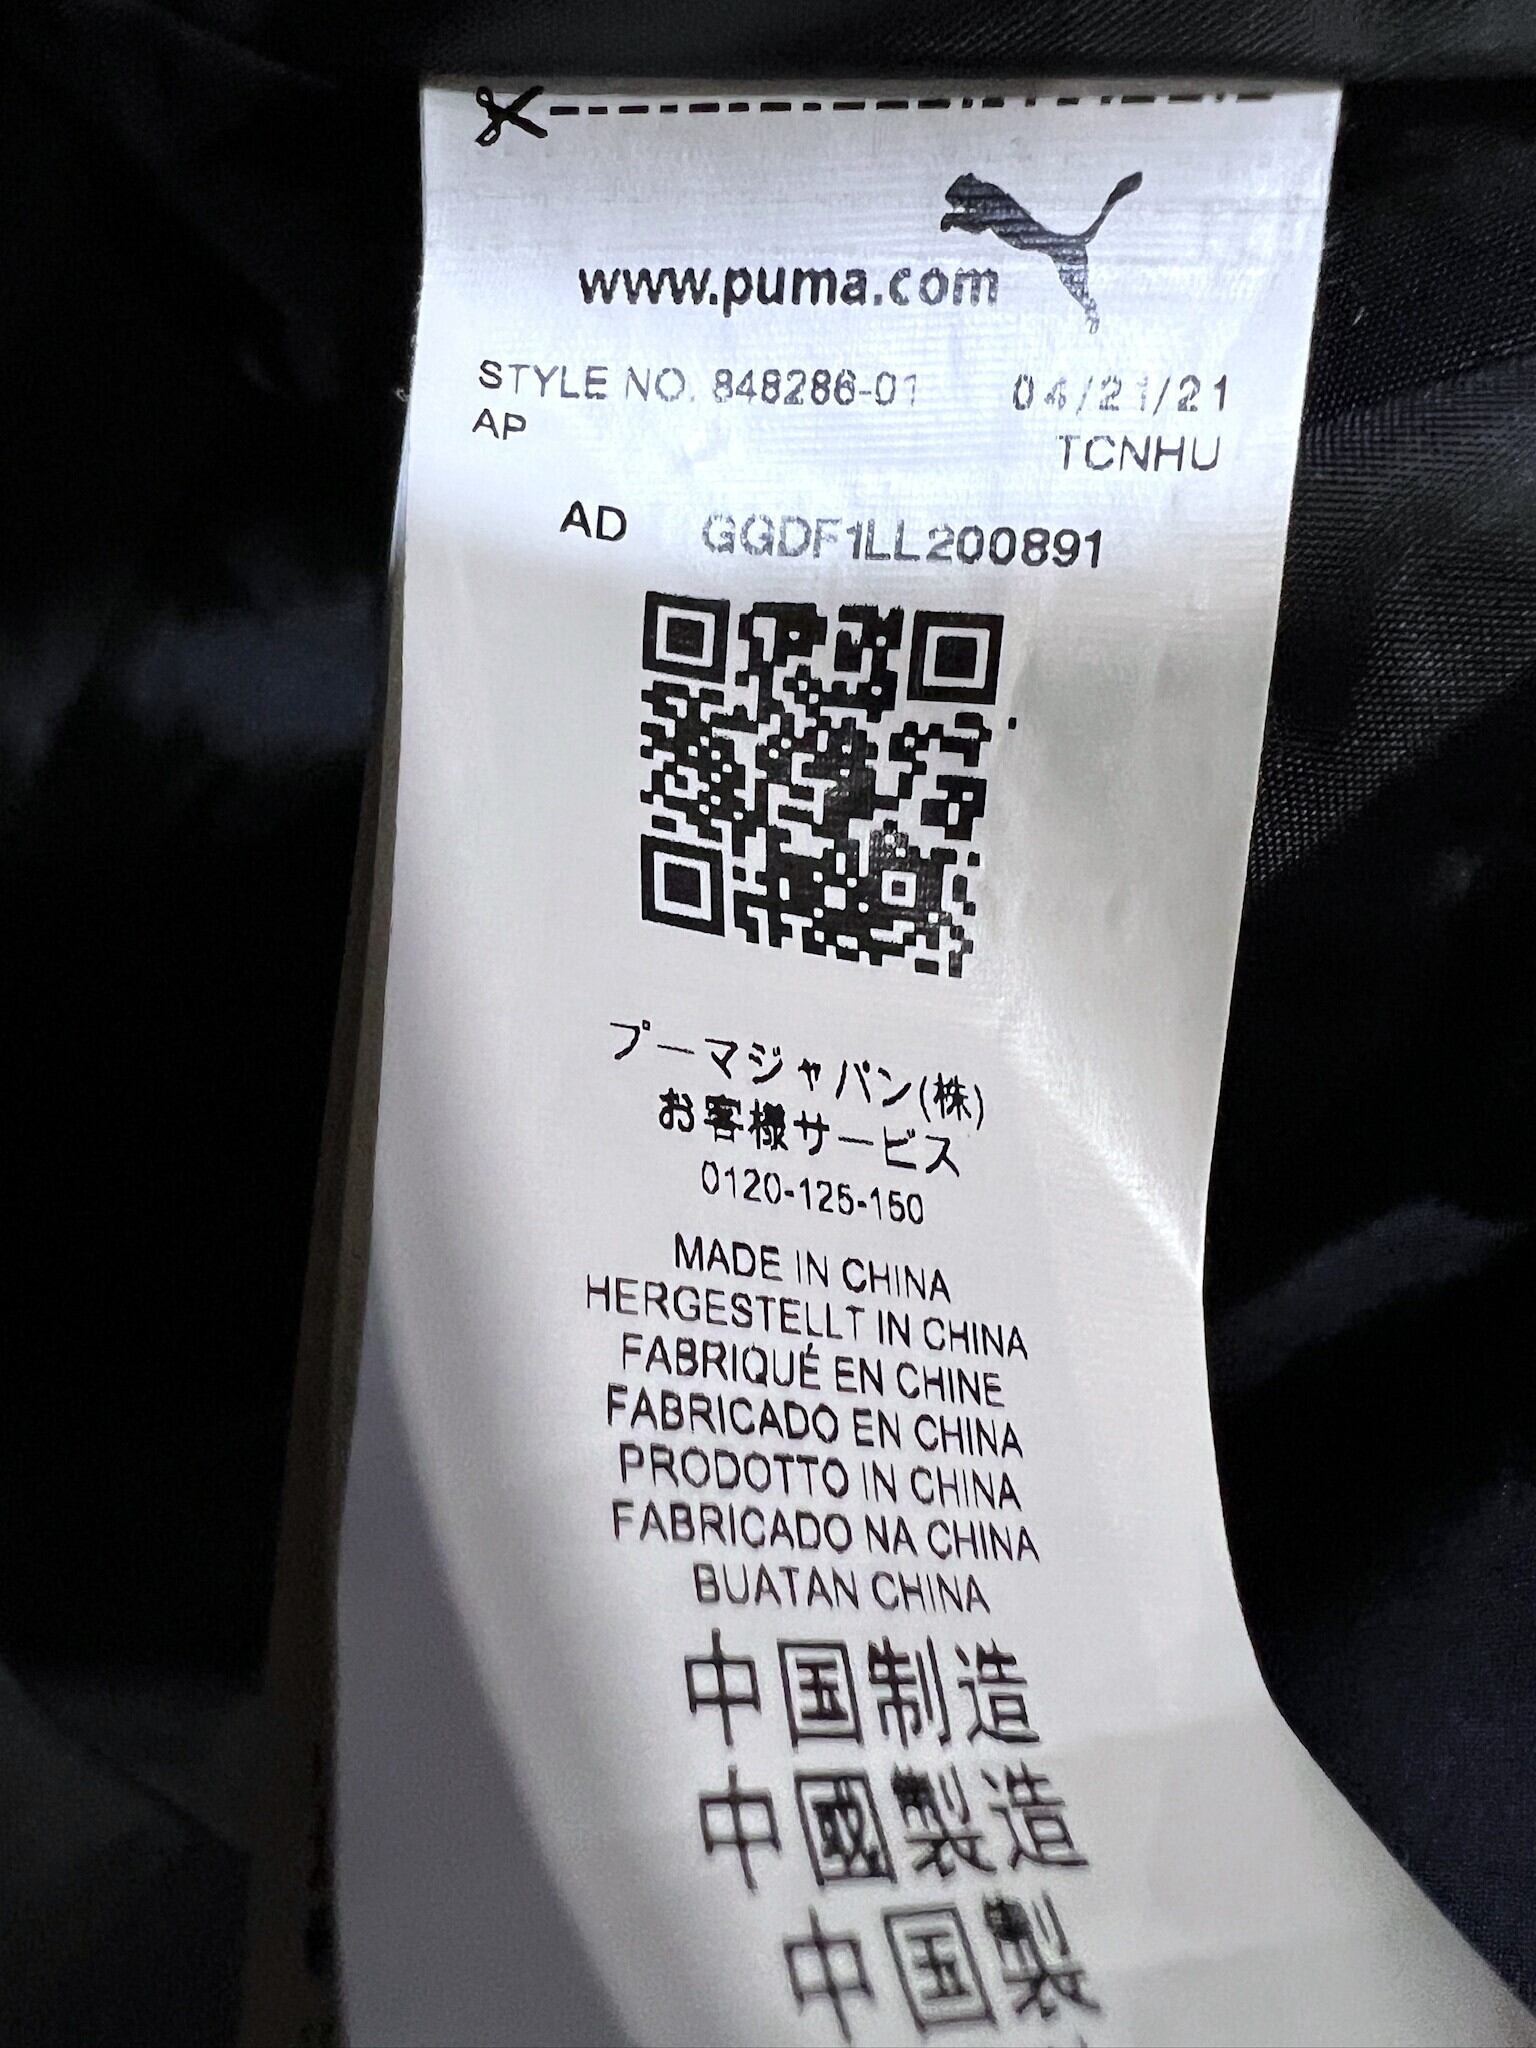 www.puma.com
STYLE NO. 848286-01 04/21/21
AP TCNHU
AD GGDF1LL200891
プーマジャパン(株)
お客様サービス
0120-125-150
MADE IN CHINA
HERGESTELLT IN CHINA
FABRIQUÉ EN CHINE
FABRICADO EN CHINA
PRODOTTO IN CHINA
FABRICADO NA CHINA
BUATAN CHINA
中国制造
中國製造
中国製